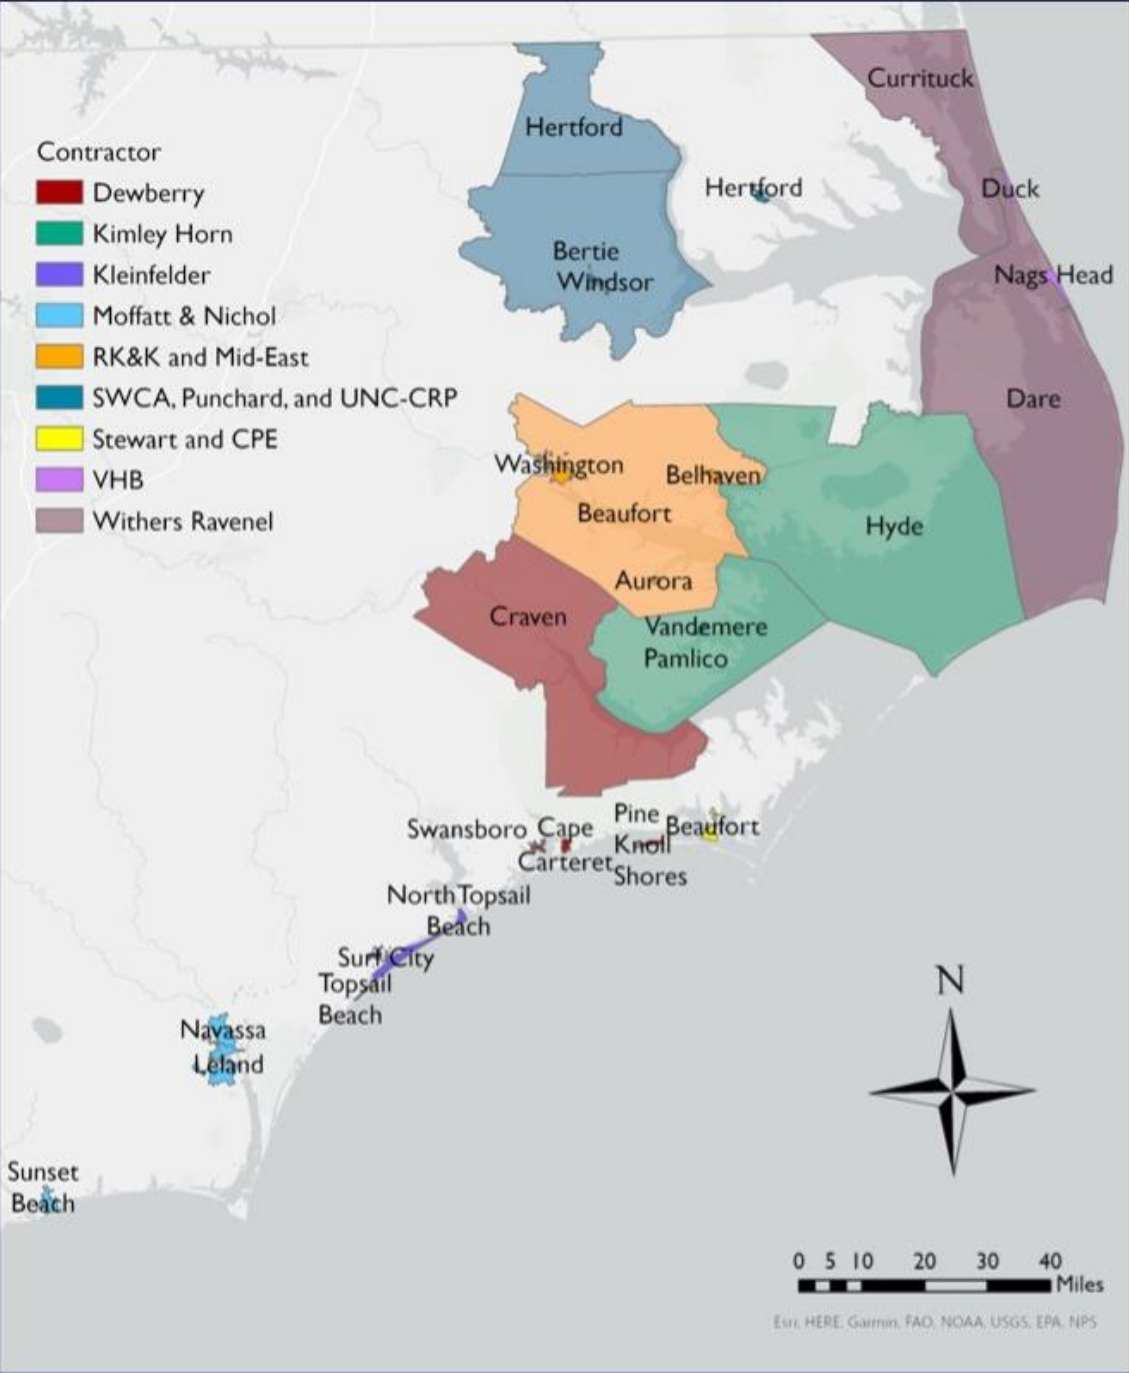 Currituck
Hertford
Contractor
Dewberry
Kimley Horn
Kleinfelder
Moffatt & Nichol
RK&K and Mid-East
SWCA, Punchard, and UNC-CRP
Stewart and CPE
VHB
Withers Ravenel
Hertford
Duck
Bertie
Windsor
Nags Head
Dare
Washington
Belhaven
Beaufort
Hyde
Aurora
Craven
Vandemere
Pamlico
Swansboro
Cape
Carteret
Pine
Knoll
Shores
Beaufort
North Topsail
Beach
Surf City
Topsail
Beach
Navassa
Leland
Sunset
Beach
N
0 5 10 20 30 40
Miles
Esri, HERE, Garmin, FAO, NOAA, USGS, EPA, NPS